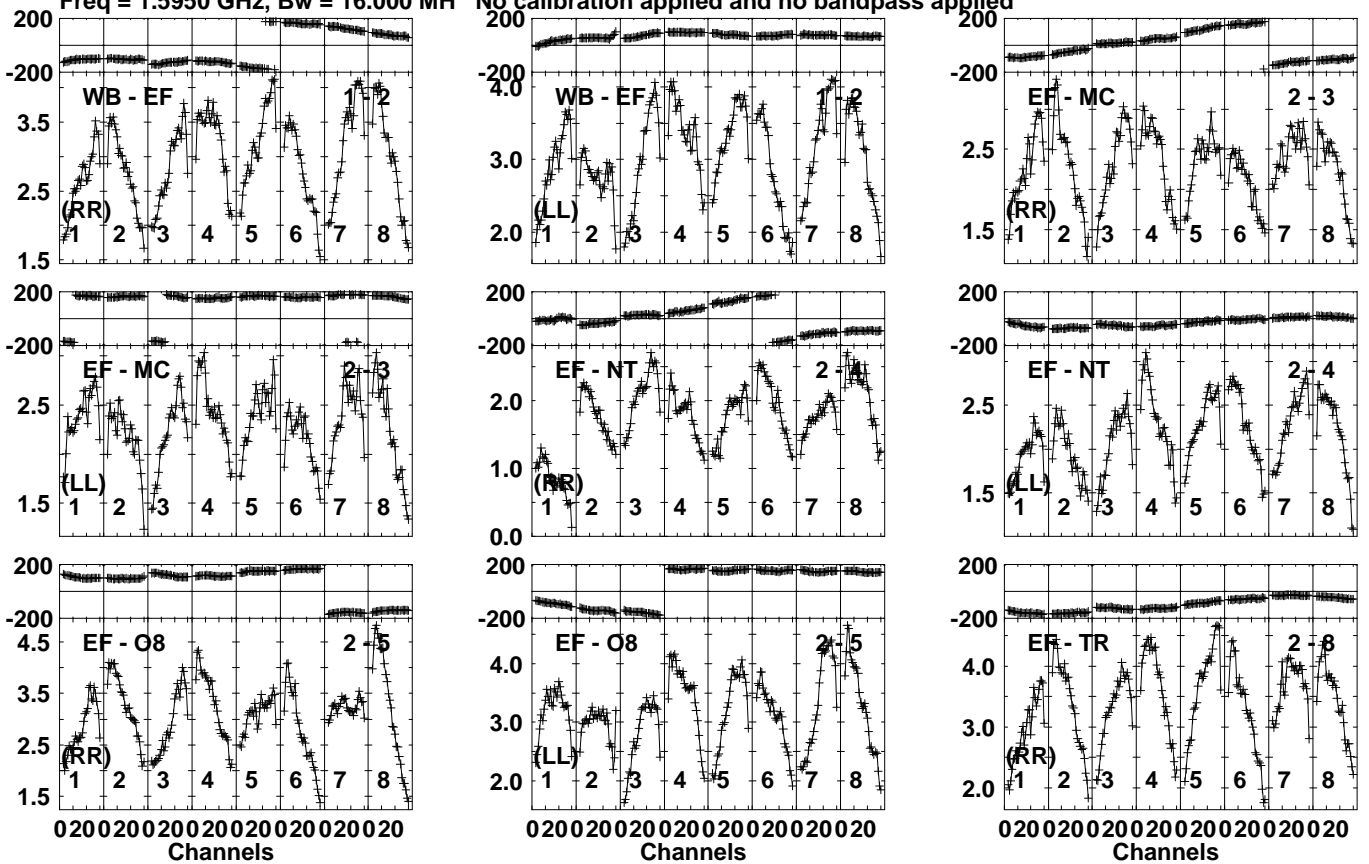 Freq = 1.5950 GHz, Bw = 16.000 MH No calibration applied and no bandpass applied
200
-200
WB - EF 1 - 2
3.5
2.5
1.5
(RR)
1 2 3 4 5 6 7 8
200
-200
WB - EF 1 - 2
4.0
3.0
2.0
(LL)
1 2 3 4 5 6 7 8
200
-200
EF - MC 2 - 3
2.5
1.5
(RR)
1 2 3 4 5 6 7 8
200
-200
EF - MC 2 - 3
2.5
1.5
(LL)
1 2 3 4 5 6 7 8
200
-200
EF - NT 2 - 4
2.0
1.0
0.0
(RR)
1 2 3 4 5 6 7 8
200
-200
EF - NT 2 - 4
2.5
1.5
(LL)
1 2 3 4 5 6 7 8
200
-200
EF - O8 2 - 5
4.5
3.5
2.5
1.5
(RR)
1 2 3 4 5 6 7 8
200
-200
EF - O8 2 - 5
4.0
3.0
2.0
(LL)
1 2 3 4 5 6 7 8
200
-200
EF - TR 2 - 8
4.0
3.0
2.0
(RR)
1 2 3 4 5 6 7 8
0 20 0 20 0 20 0 20 0 20 0 20 0 20 0 20
Channels
0 20 0 20 0 20 0 20 0 20 0 20 0 20 0 20
Channels
0 20 0 20 0 20 0 20 0 20 0 20 0 20 0 20
Channels